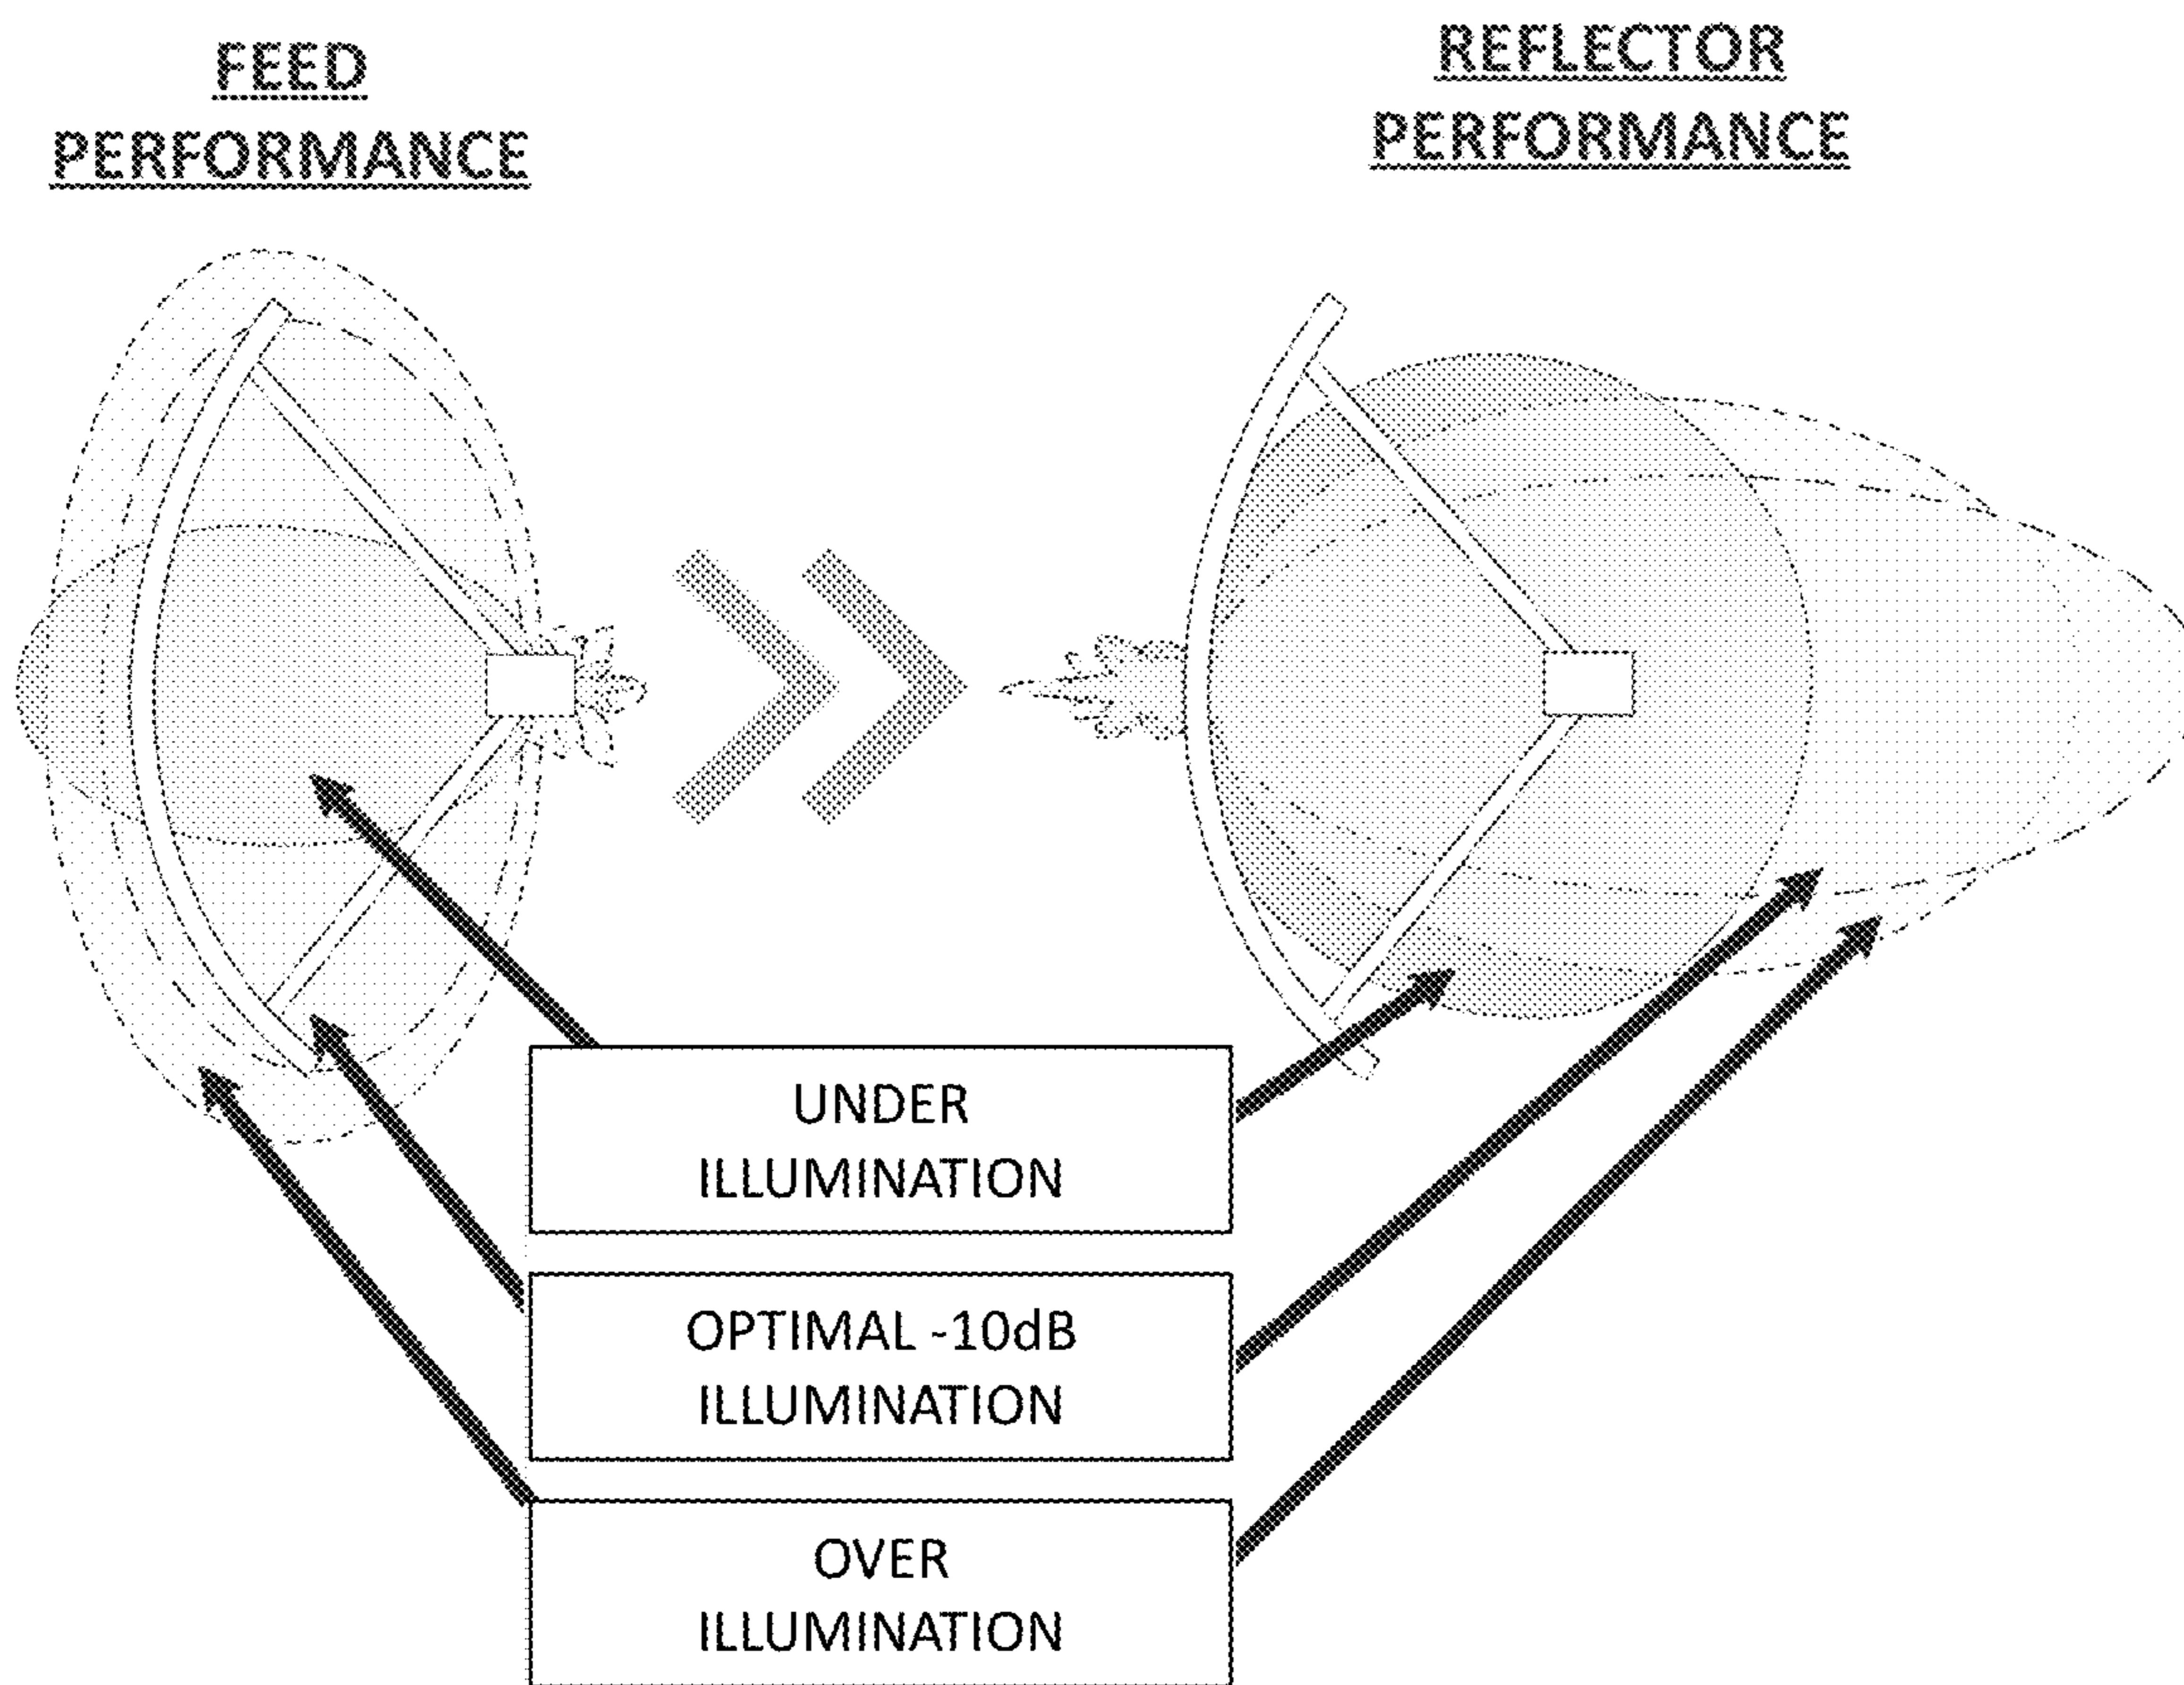 FEED
PERFORMANCE
REFLECTOR
PERFORMANCE
UNDER
ILLUMINATION
OPTIMAL -10dB
ILLUMINATION
OVER
ILLUMINATION